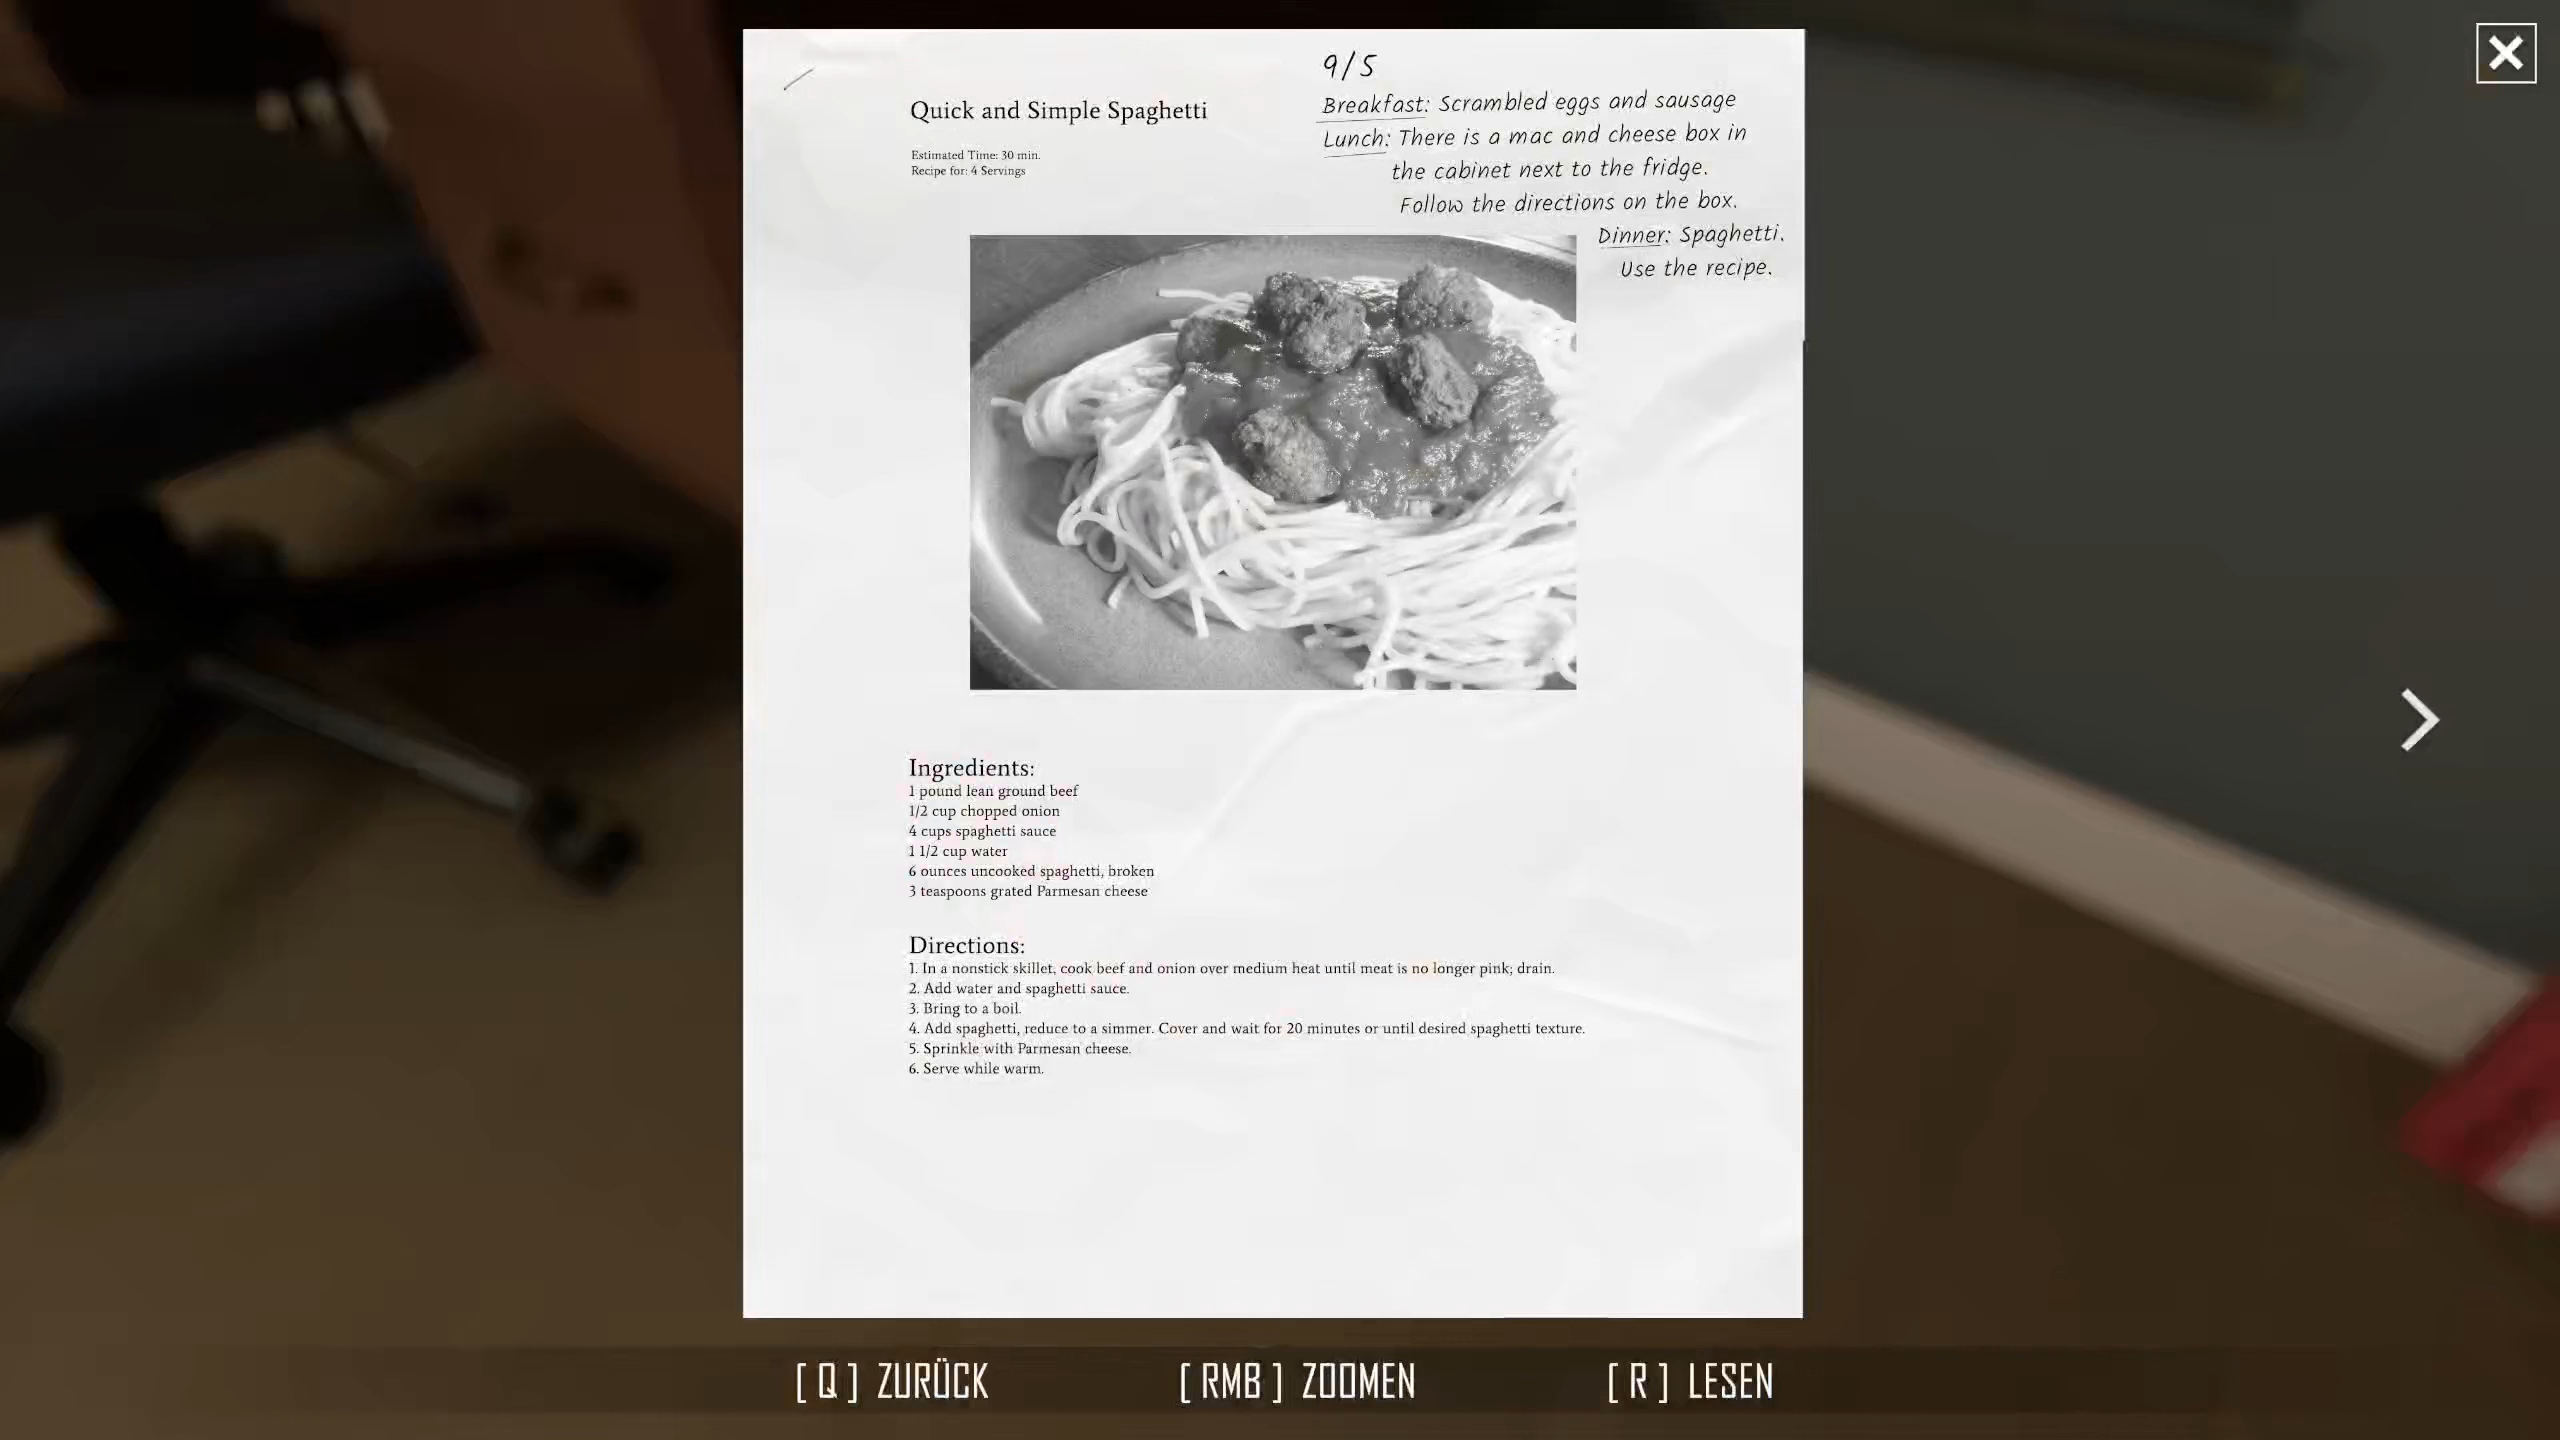 9/5
Quick and Simple Spaghetti
Breakfast: Scrambled eggs and sausage
Lunch: There is a mac and cheese box in
the cabinet next to the fridge.
Follow the directions on the box.
Dinner: Spaghetti.
Use the recipe.
Estimated Time: 30 min.
Recipe for: 4 Servings
Ingredients:
1 pound lean ground beef
1/2 cup chopped onion
4 cups spaghetti sauce
1 1/2 cup water
6 ounces uncooked spaghetti, broken
3 teaspoons grated Parmesan cheese
Directions:
1. In a nonstick skillet, cook beef and onion over medium heat until meat is no longer pink; drain.
2. Add water and spaghetti sauce.
3. Bring to a boil.
4. Add spaghetti, reduce to a simmer. Cover and wait for 20 minutes or until desired spaghetti texture.
5. Sprinkle with Parmesan cheese.
6. Serve while warm.
[ Q ] ZURÜCK
[ RMB ] ZOOMEN
[ R ] LESEN